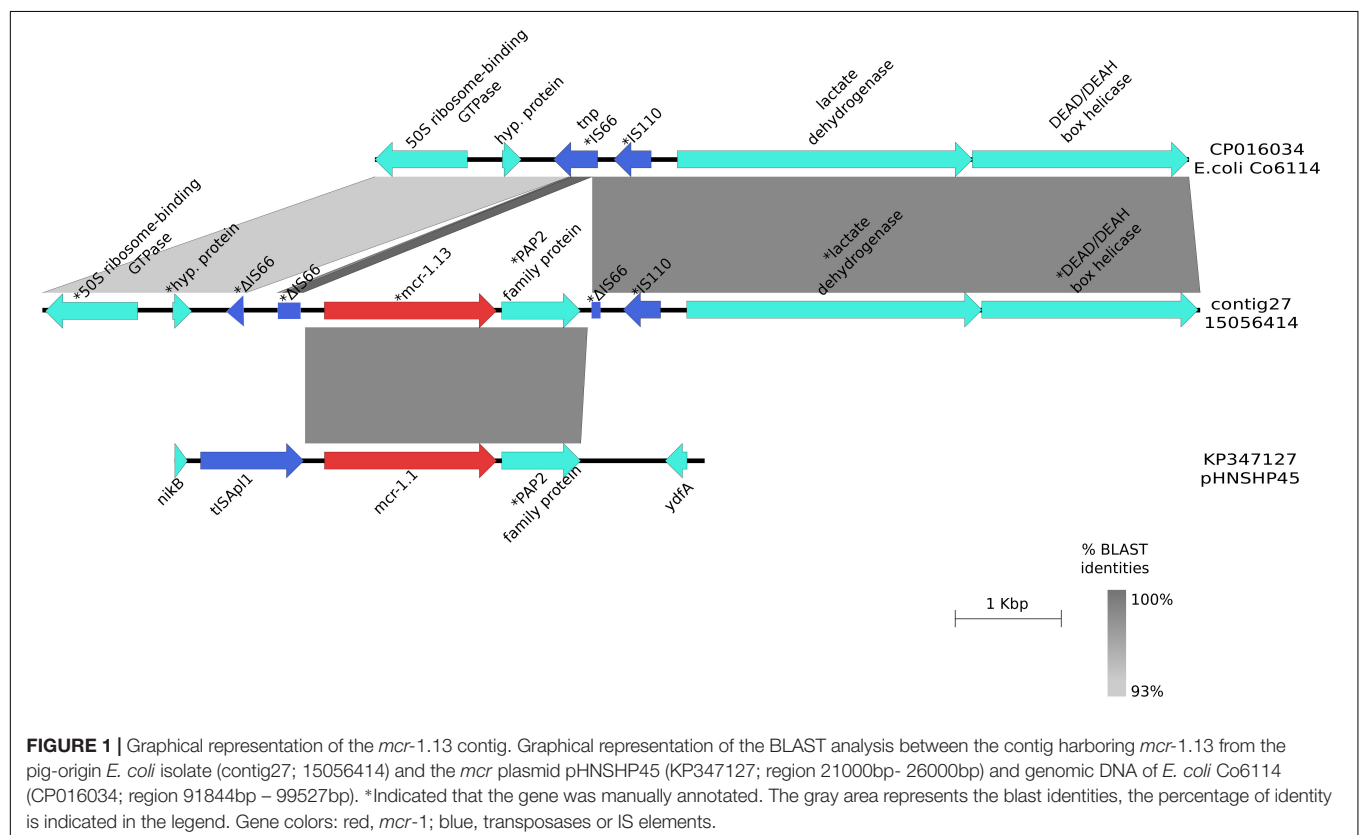 50S ribosome-binding
GTPase
hyp. protein
tnp
*IS66
*IS110
lactate
dehydrogenase
DEAD/DEAH
box helicase
CP016034
E.coli Co6114
*50S ribosome-binding
GTPase
*hyp. protein
*ΔIS66
*ΔIS66
*mcr-1.13
*PAP2
family protein
*ΔIS66
*IS110
*lactate
dehydrogenase
*DEAD/DEAH
box helicase
contig27
15056414
nikB
tISApl1
mcr-1.1
*PAP2
family protein
ydfA
KP347127
pHNSHP45
% BLAST
identities
1 Kbp
100%
93%
FIGURE 1 | Graphical representation of the mcr-1.13 contig. Graphical representation of the BLAST analysis between the contig harboring mcr-1.13 from the
pig-origin E. coli isolate (contig27; 15056414) and the mcr plasmid pHNSHP45 (KP347127; region 21000bp- 26000bp) and genomic DNA of E. coli Co6114
(CP016034; region 91844bp – 99527bp). *Indicated that the gene was manually annotated. The gray area represents the blast identities, the percentage of identity
is indicated in the legend. Gene colors: red, mcr-1; blue, transposases or IS elements.